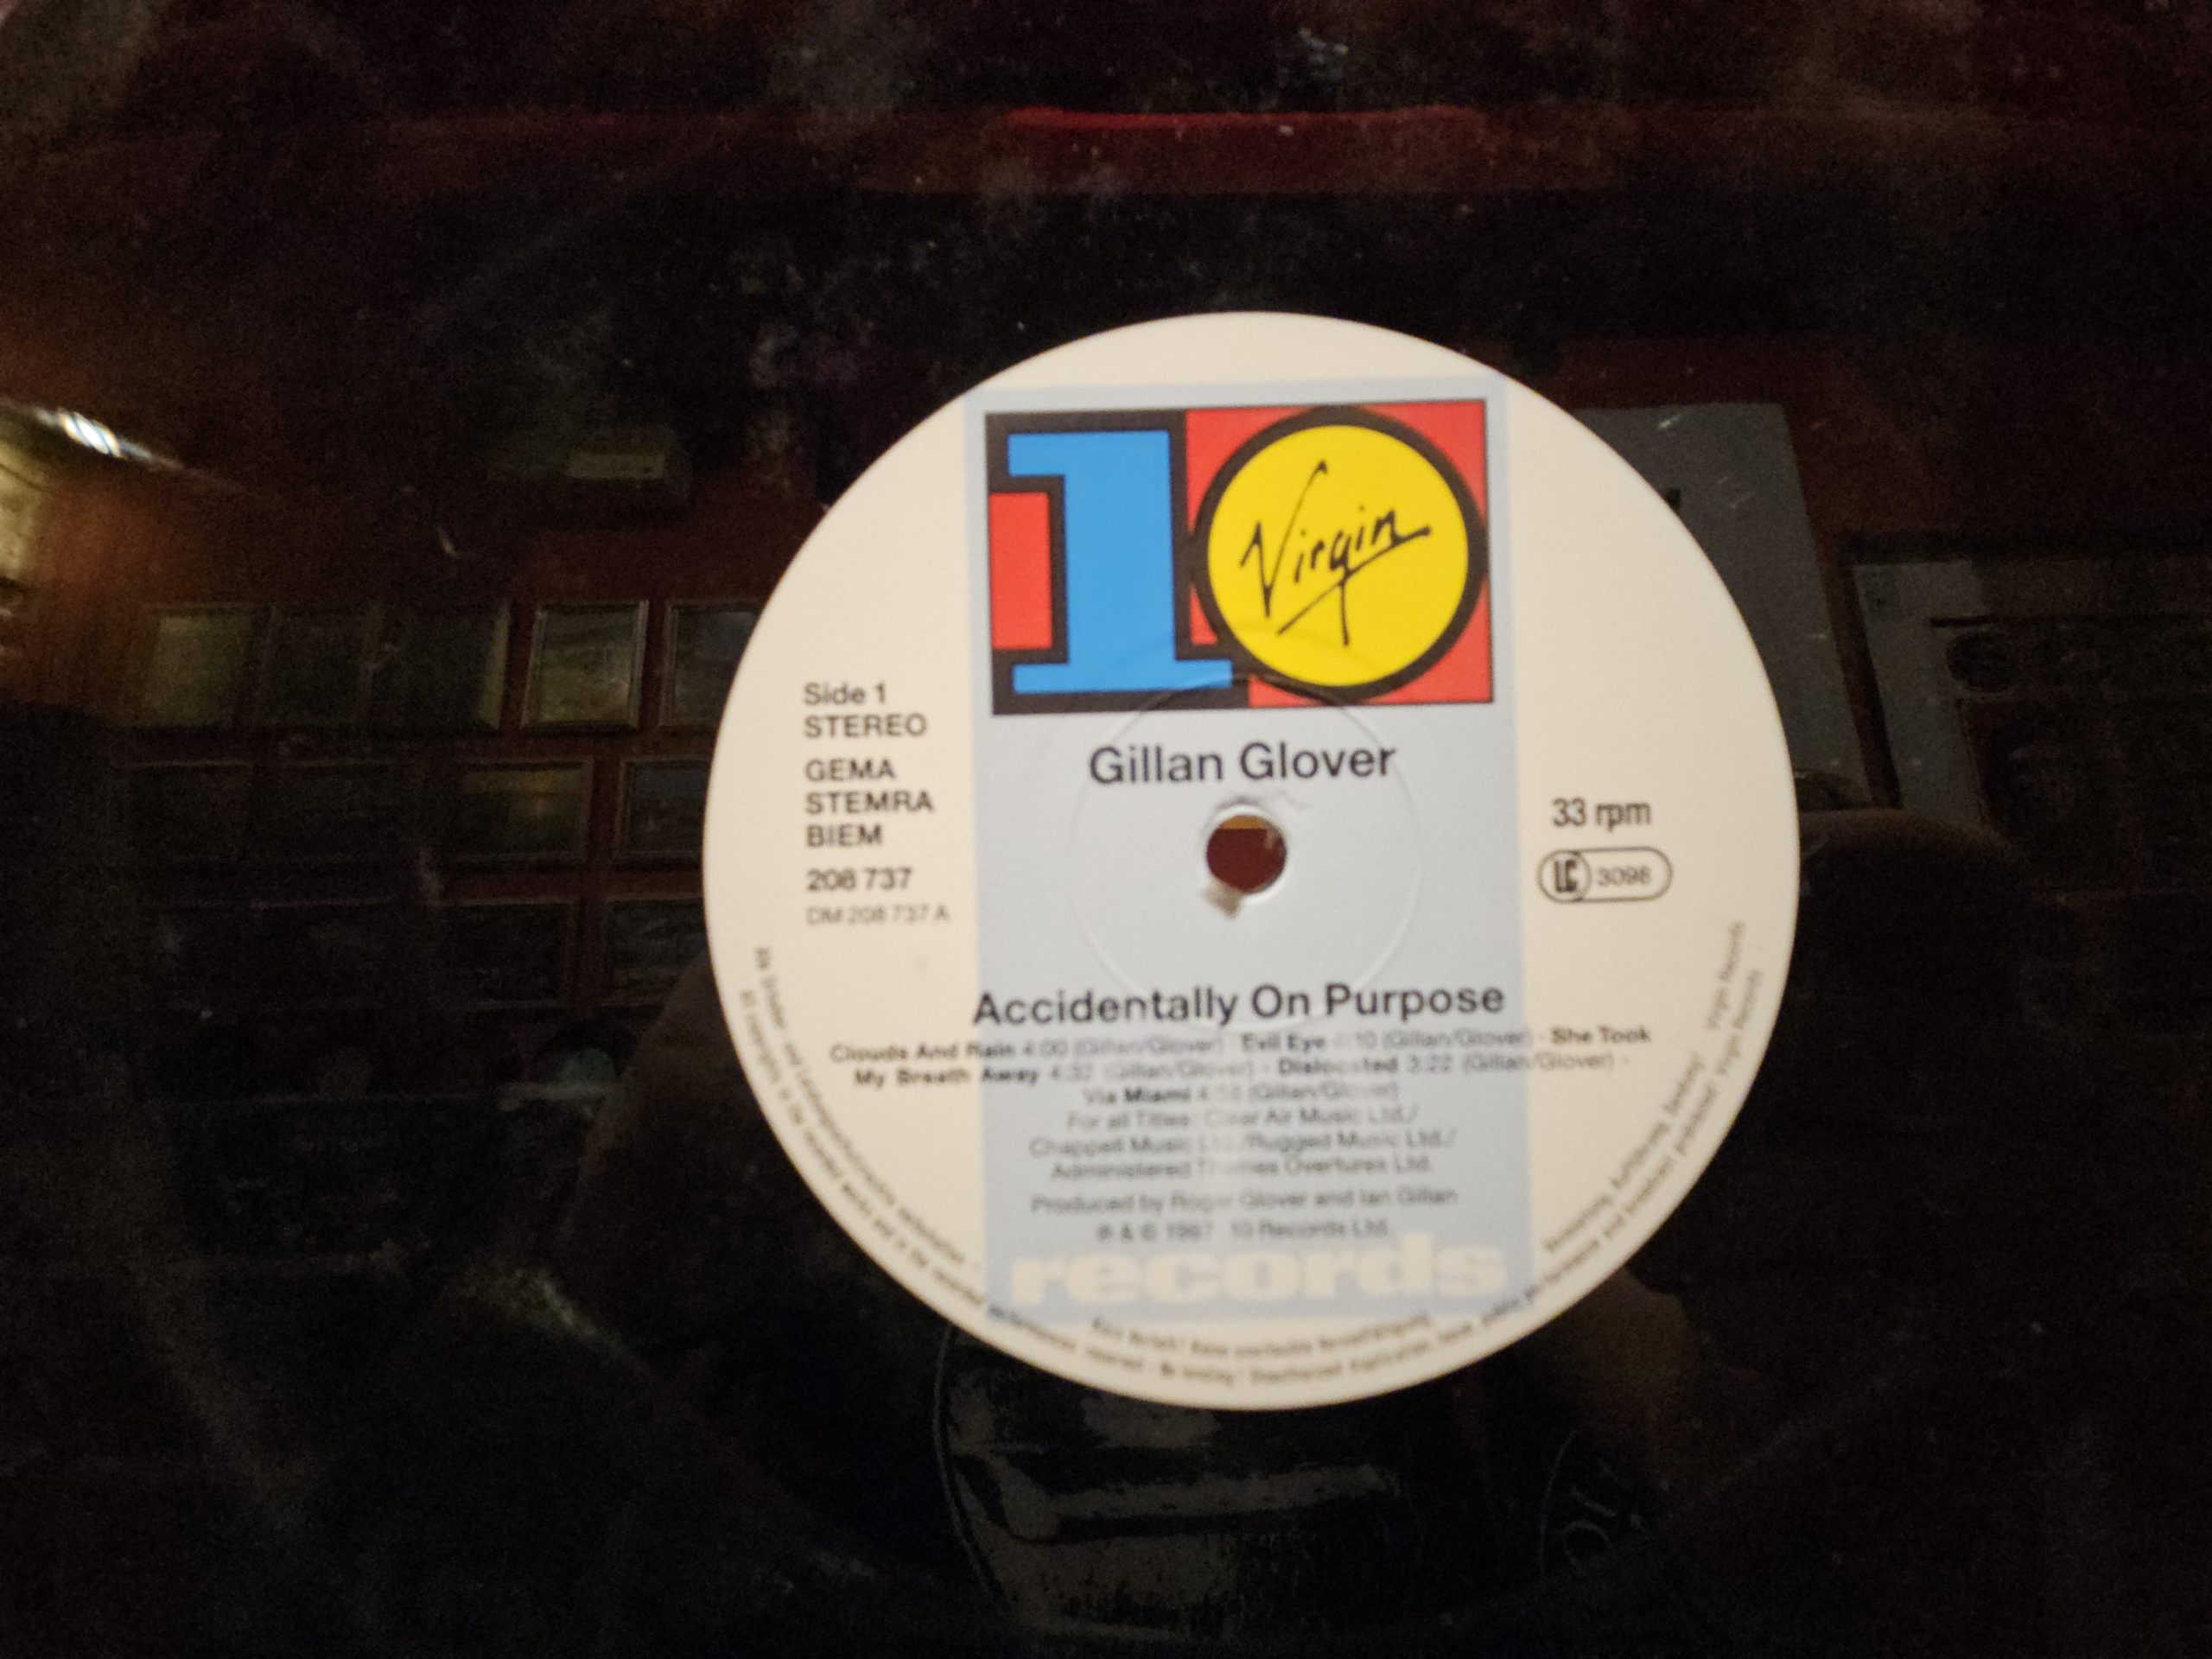 10
Virgin
Side 1
STEREO
GEMA
STEMRA
BIEM
208 737
DM 208 737 A
Gillan Glover
33 rpm
LC 3098
Accidentally On Purpose
Clouds And Rain 4:00 (Gillan/Glover) · Evil Eye 4:10 (Gillan/Glover) · She Took
My Breath Away 4:32 (Gillan/Glover) · Dislocated 3:22 (Gillan/Glover) ·
Via Miami (Gillan/Glover)
For all Titles: Clear Air Music Ltd./
Chappell Music Ltd./Rugged Music Ltd./
Administered Themes Overtures Ltd.
Produced by Roger Glover and Ian Gillan
℗ & © 1987 10 Records Ltd.
records